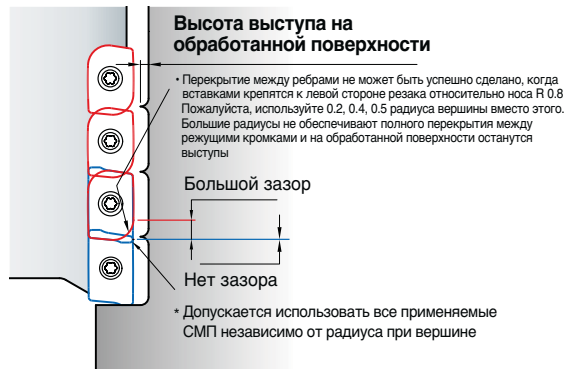 Высота выступа на
обработанной поверхности
• Перекрытие между ребрами не может быть успешно сделано, когда
вставками крепятся к левой стороне резака относительно носа R 0.8
Пожалуйста, используйте 0.2, 0.4, 0.5 радиуса вершины вместо этого.
Большие радиусы не обеспечивают полного перекрытия между
режущими кромками и на обработанной поверхности останутся
выступы
Большой зазор
Нет зазора
* Допускается использовать все применяемые
СМП независимо от радиуса при вершине